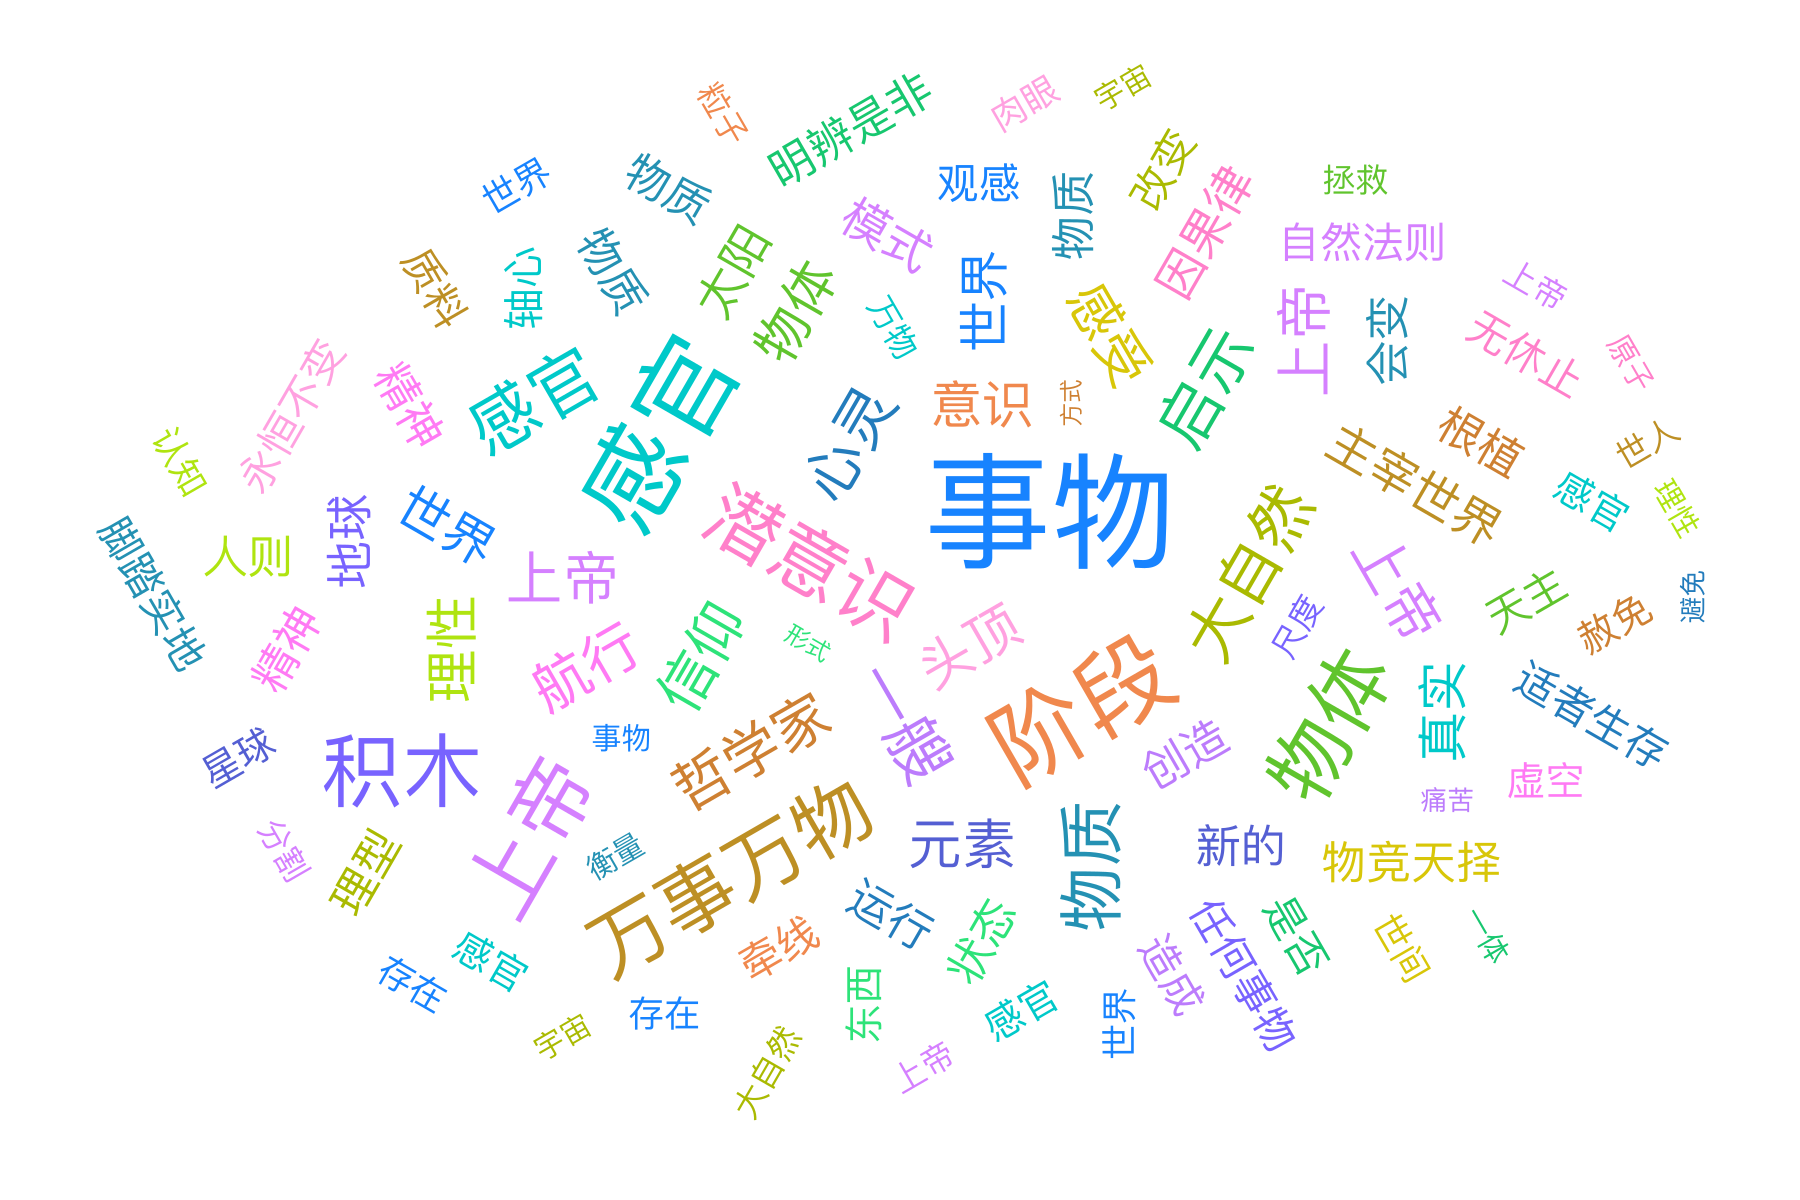 粒子
明辨是非
肉眼
宇宙
世界
物质
观感
物质
改变
因果律
拯救
自然法则
模式
太阳
物体
物质
轴心
质料
万物
世界
感受
上帝
会变
上帝
无休止
原子
永恒不变
精神
感官
感官
心灵
意识
方式
启示
主宰世界
根植
世人
认知
理性
感官
地球
世界
潜意识
事物
大自然
脚踏实地
人则
上帝
上帝
天主
避免
赦免
尺度
精神
理性
航行
信仰
形式
头顶
阶段
物体
真实
适者生存
星球
积木
事物
哲学家
一艘
创造
虚空
痛苦
上帝
分割
理型
衡量
万事万物
元素
物质
新的
物竞天择
存在
感官
牵线
运行
状态
造成
任何事物
是否
世间
一体
宇宙
存在
东西
感官
世界
大自然
上帝